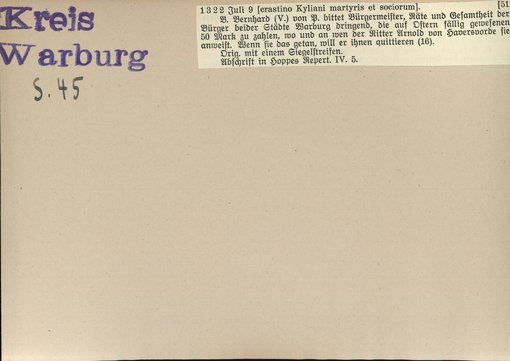 Kreis
Warburg
S. 45
1322 Juli 9 [crastino Kyliani martyris et sociorum]. [51
B. Bernhard (V.) von P. bittet Bürgermeister, Räte und Gesamtheit der
Bürger beider Städte Warburg dringend, die auf Ostern fällig gewesenen
50 Mark zu zahlen, wo und an wen der Ritter Arnold von Haversvorde sie
anweist. Wenn sie das getan, will er ihnen quittieren (16).
Orig. mit einem Siegelstreifen.
Abschrift in Hoppes Repert. IV. 5.